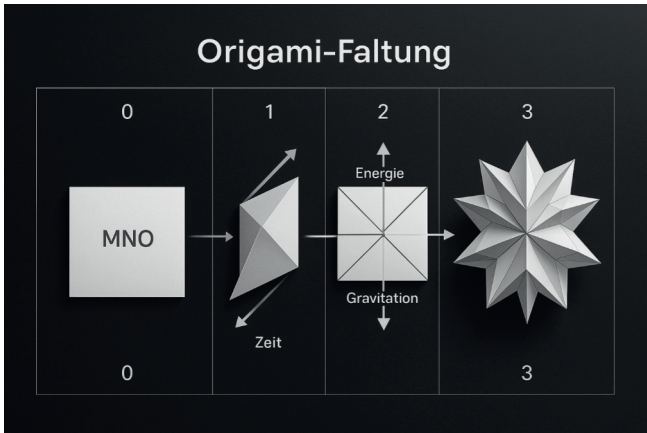 Origami-Faltung
0
1
2
3
Energie
MNO
Gravitation
Zeit
0
3